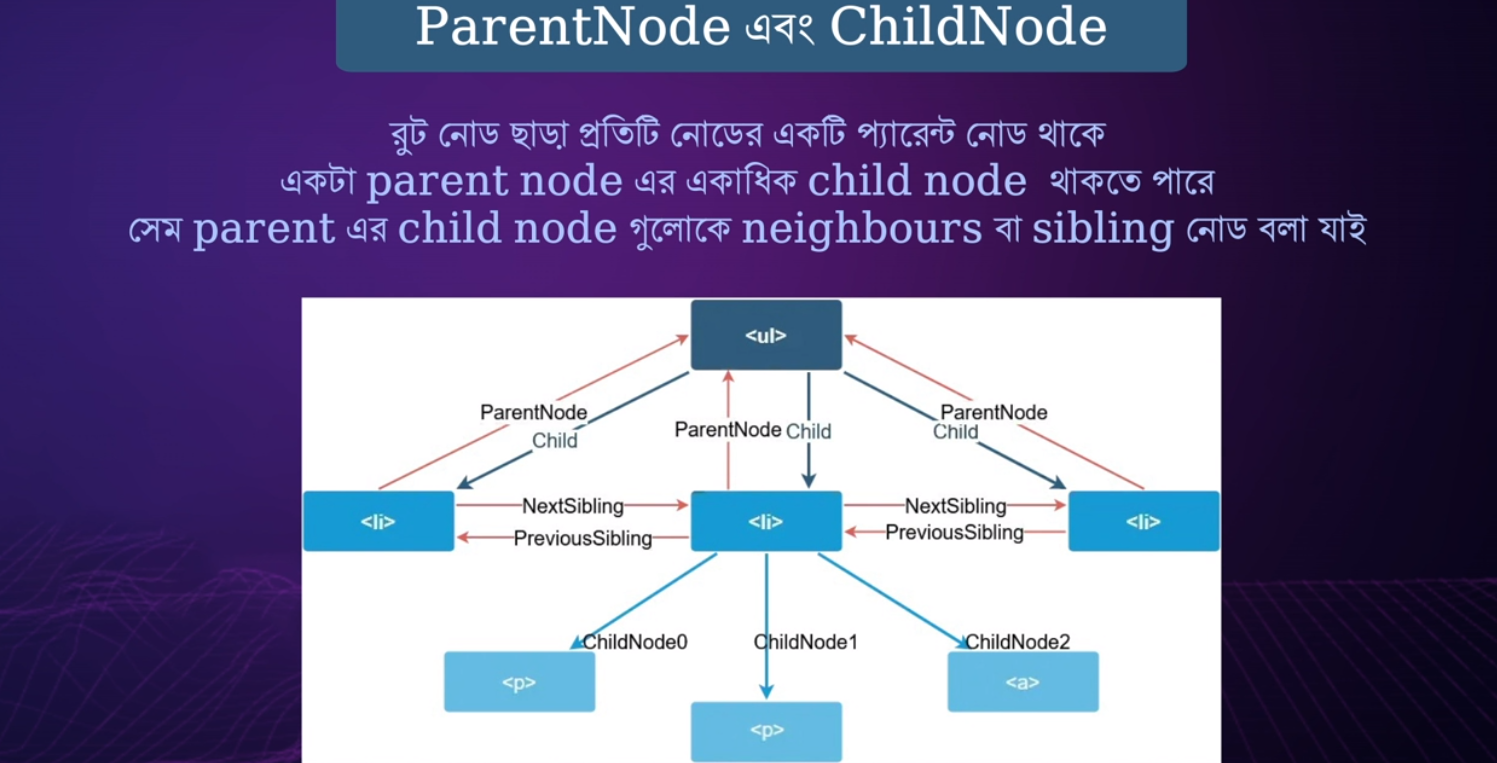 ParentNode এবং ChildNode
রুট নোড ছাড়া প্রতিটি নোডের একটি প্যারেন্ট নোড থাকে
একটা parent node এর একাধিক child node থাকতে পারে
সেম parent এর child node গুলোকে neighbours বা sibling নোড বলা যাই
<ul>
ParentNode
Child
ParentNode Child
ParentNode
Child
<li>
NextSibling
PreviousSibling
<li>
NextSibling
PreviousSibling
<li>
ChildNode0
ChildNode1
ChildNode2
<p>
<p>
<a>